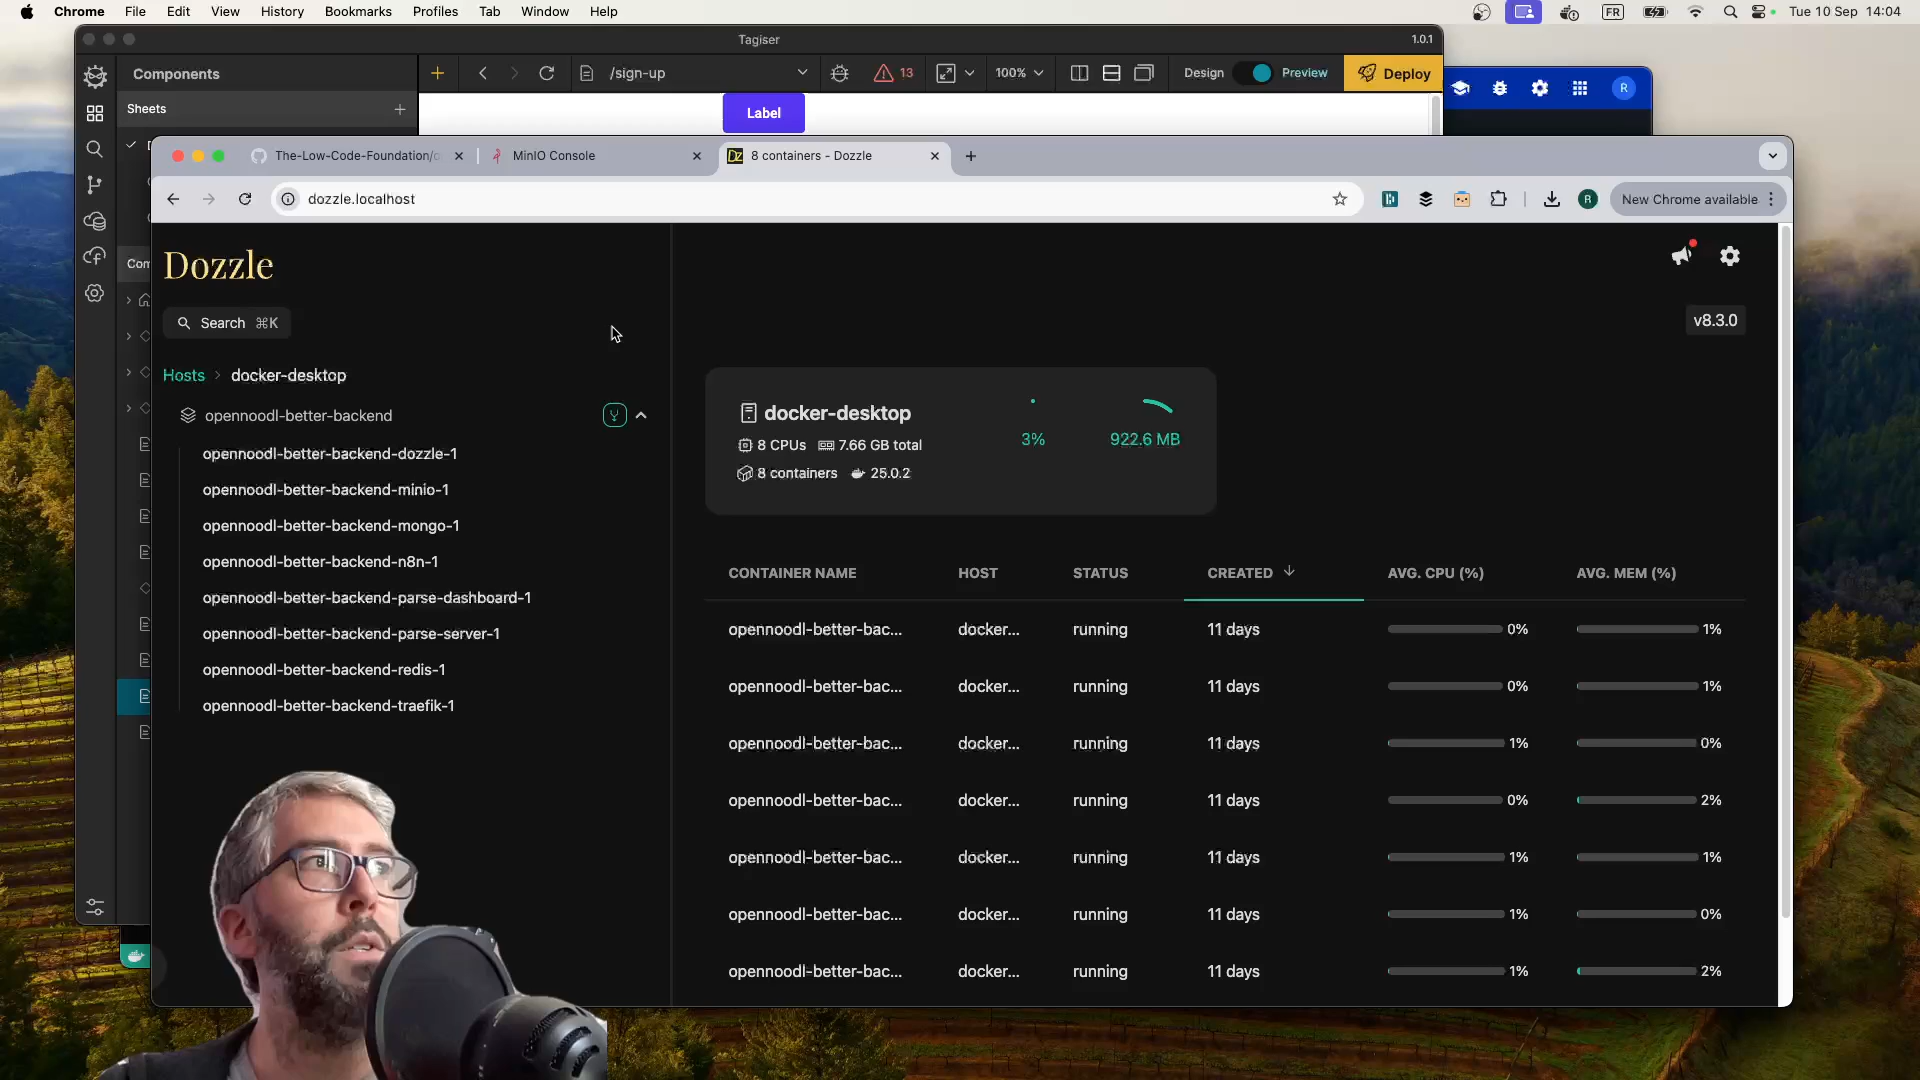 Chrome File Edit View History Bookmarks Profiles Tab Window Help
FR Tue 10 Sep 14:04
Tagiser
1.0.1
Components
/sign-up
13
100%
Design Preview
Deploy
Sheets
Label
R
The-Low-Code-Foundation/
MinIO Console
Dz 8 containers - Dozzle
dozzle.localhost
R
New Chrome available
Com
Dozzle
Search ⌘K
v8.3.0
Hosts › docker-desktop
opennoodl-better-backend
opennoodl-better-backend-dozzle-1
opennoodl-better-backend-minio-1
opennoodl-better-backend-mongo-1
opennoodl-better-backend-n8n-1
opennoodl-better-backend-parse-dashboard-1
opennoodl-better-backend-parse-server-1
opennoodl-better-backend-redis-1
opennoodl-better-backend-traefik-1
docker-desktop
8 CPUs 7.66 GB total
8 containers 25.0.2
3%
922.6 MB
CONTAINER NAME HOST STATUS CREATED AVG. CPU (%) AVG. MEM (%)
opennoodl-better-bac... docker... running 11 days 0% 1%
opennoodl-better-bac... docker... running 11 days 0% 1%
opennoodl-better-bac... docker... running 11 days 1% 0%
opennoodl-better-bac... docker... running 11 days 0% 2%
opennoodl-better-bac... docker... running 11 days 1% 1%
opennoodl-better-bac... docker... running 11 days 1% 0%
opennoodl-better-bac... docker... running 11 days 1% 2%